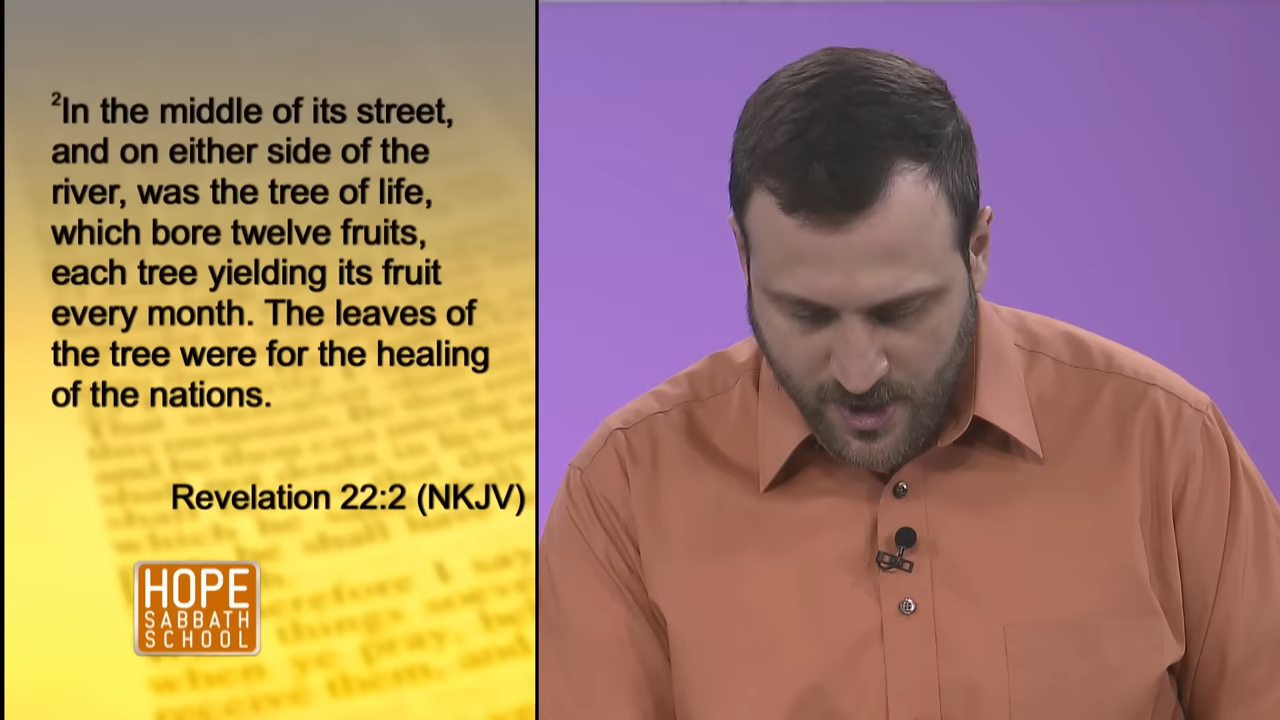 ²In the middle of its street,
and on either side of the
river, was the tree of life,
which bore twelve fruits,
each tree yielding its fruit
every month. The leaves of
the tree were for the healing
of the nations.
Revelation 22:2 (NKJV)
HOPE
SABBATH
SCHOOL